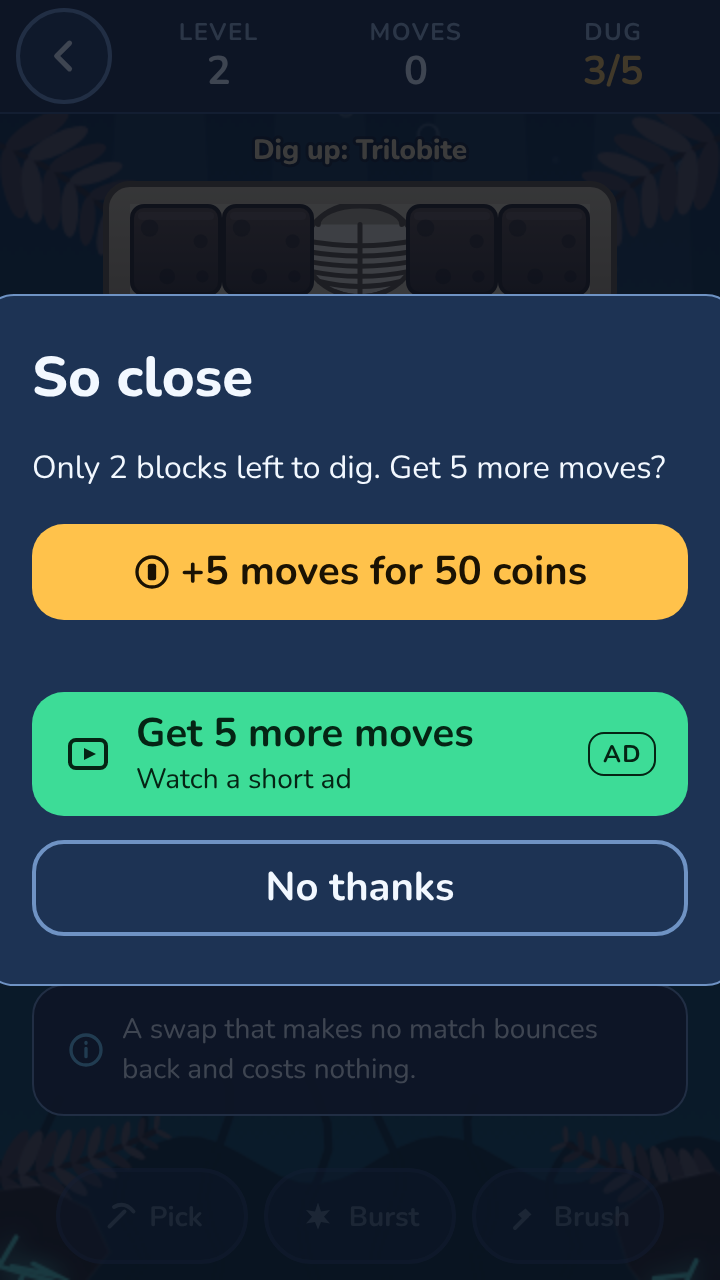 LEVEL
2
MOVES
0
DUG
3/5
Dig up: Trilobite
So close
Only 2 blocks left to dig. Get 5 more moves?
+5 moves for 50 coins
Get 5 more moves
Watch a short ad
AD
No thanks
A swap that makes no match bounces
back and costs nothing.
Pick
Burst
Brush